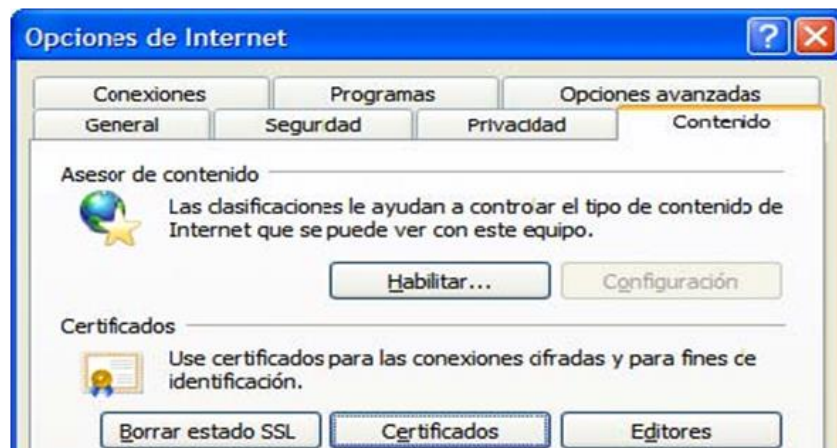 Opciones de Internet
Conexiones Programas Opciones avanzadas
General Seguridad Privacidad Contenido
Asesor de contenido
Las clasificaciones le ayudan a controlar el tipo de contenido de
Internet que se puede ver con este equipo.
Habilitar... Configuración
Certificados
Use certificados para las conexiones cifradas y para fines de
identificación.
Borrar estado SSL Certificados Editores